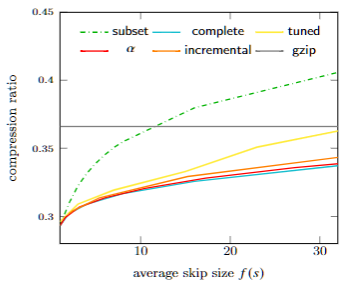 0.45
0.4
0.35
0.3
compression ratio
subset complete tuned
α incremental gzip
10 20 30
average skip size f(s)